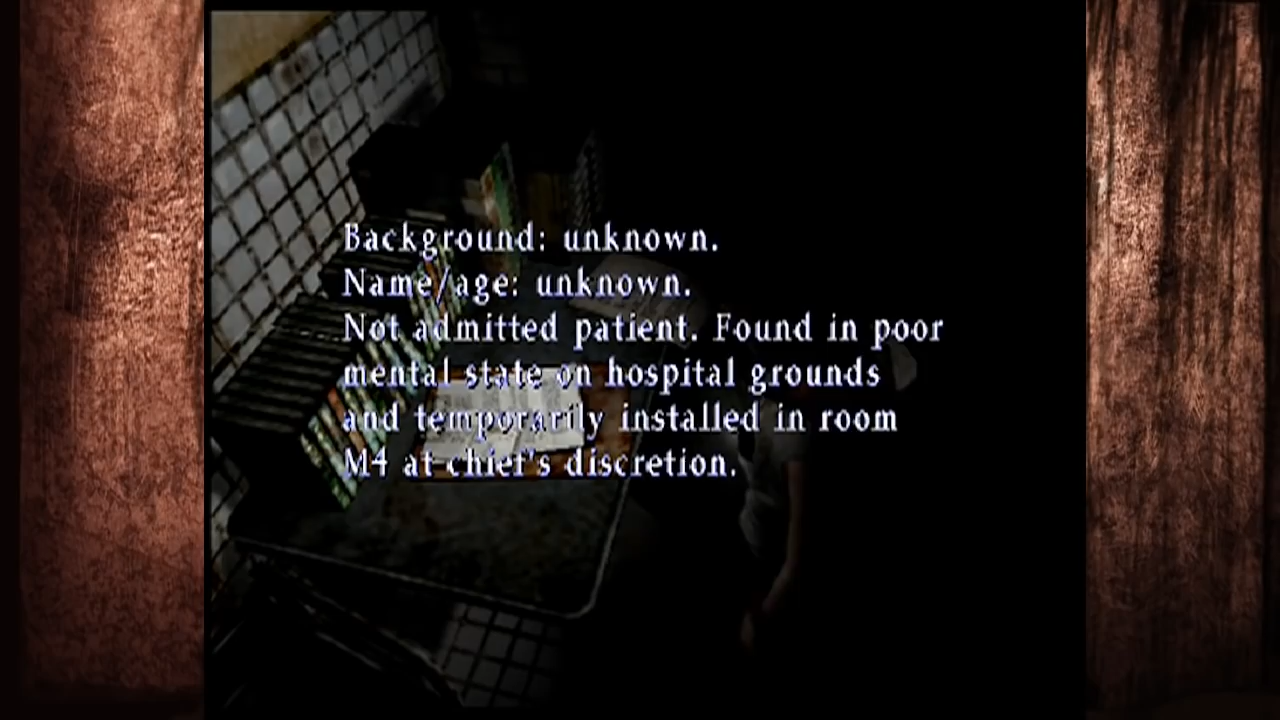 Background: unknown.
Name/age: unknown.
Not admitted patient. Found in poor
mental state on hospital grounds
and temporarily installed in room
M4 at chief's discretion.